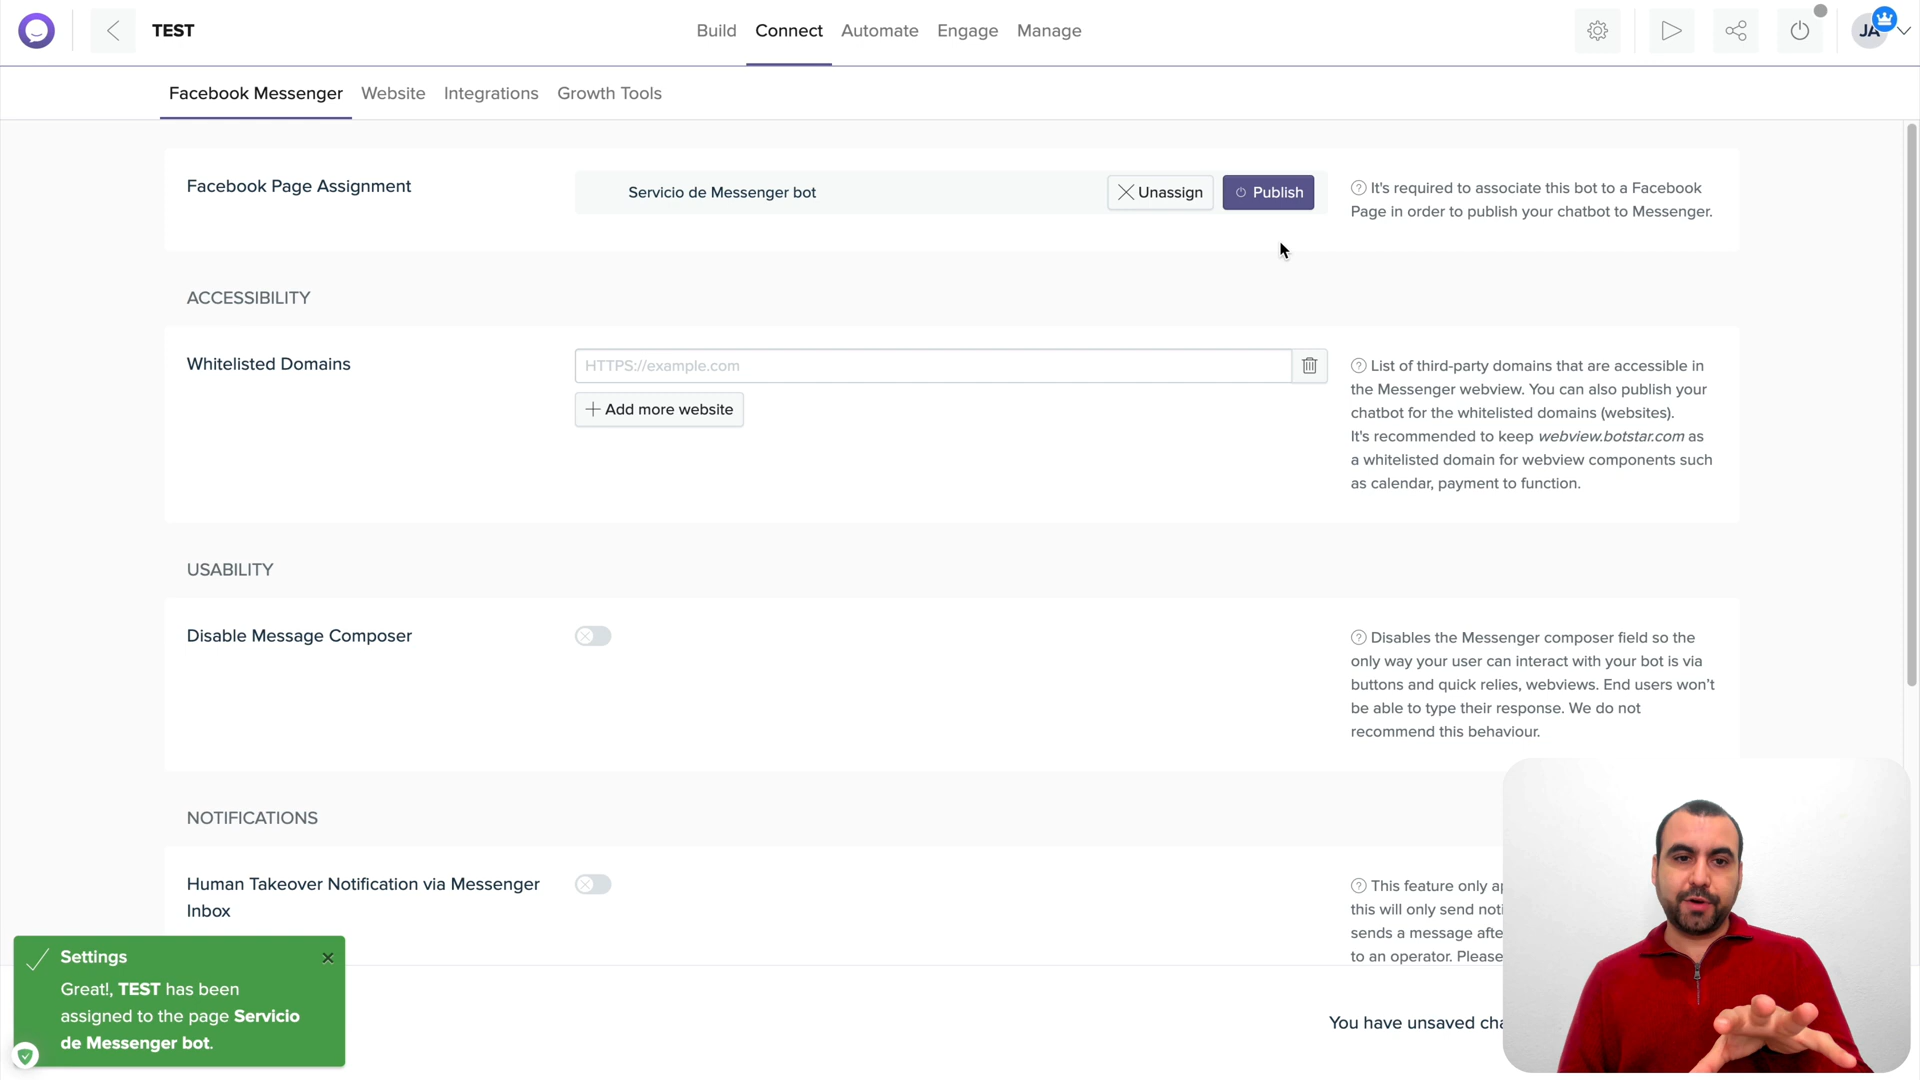 TEST
Build
Connect
Automate
Engage
Manage
JA
Facebook Messenger
Website
Integrations
Growth Tools
Facebook Page Assignment
Servicio de Messenger bot
Unassign
Publish
It's required to associate this bot to a Facebook
Page in order to publish your chatbot to Messenger.
ACCESSIBILITY
Whitelisted Domains
HTTPS://example.com
Add more website
List of third-party domains that are accessible in
the Messenger webview. You can also publish your
chatbot for the whitelisted domains (websites).
It's recommended to keep webview.botstar.com as
a whitelisted domain for webview components such
as calendar, payment to function.
USABILITY
Disable Message Composer
Disables the Messenger composer field so the
only way your user can interact with your bot is via
buttons and quick relies, webviews. End users won't
be able to type their response. We do not
recommend this behaviour.
NOTIFICATIONS
Human Takeover Notification via Messenger
Inbox
This feature only
this will only send
sends a message
to an operator. Please
Settings
Great!, TEST has been
assigned to the page Servicio
de Messenger bot.
You have unsaved